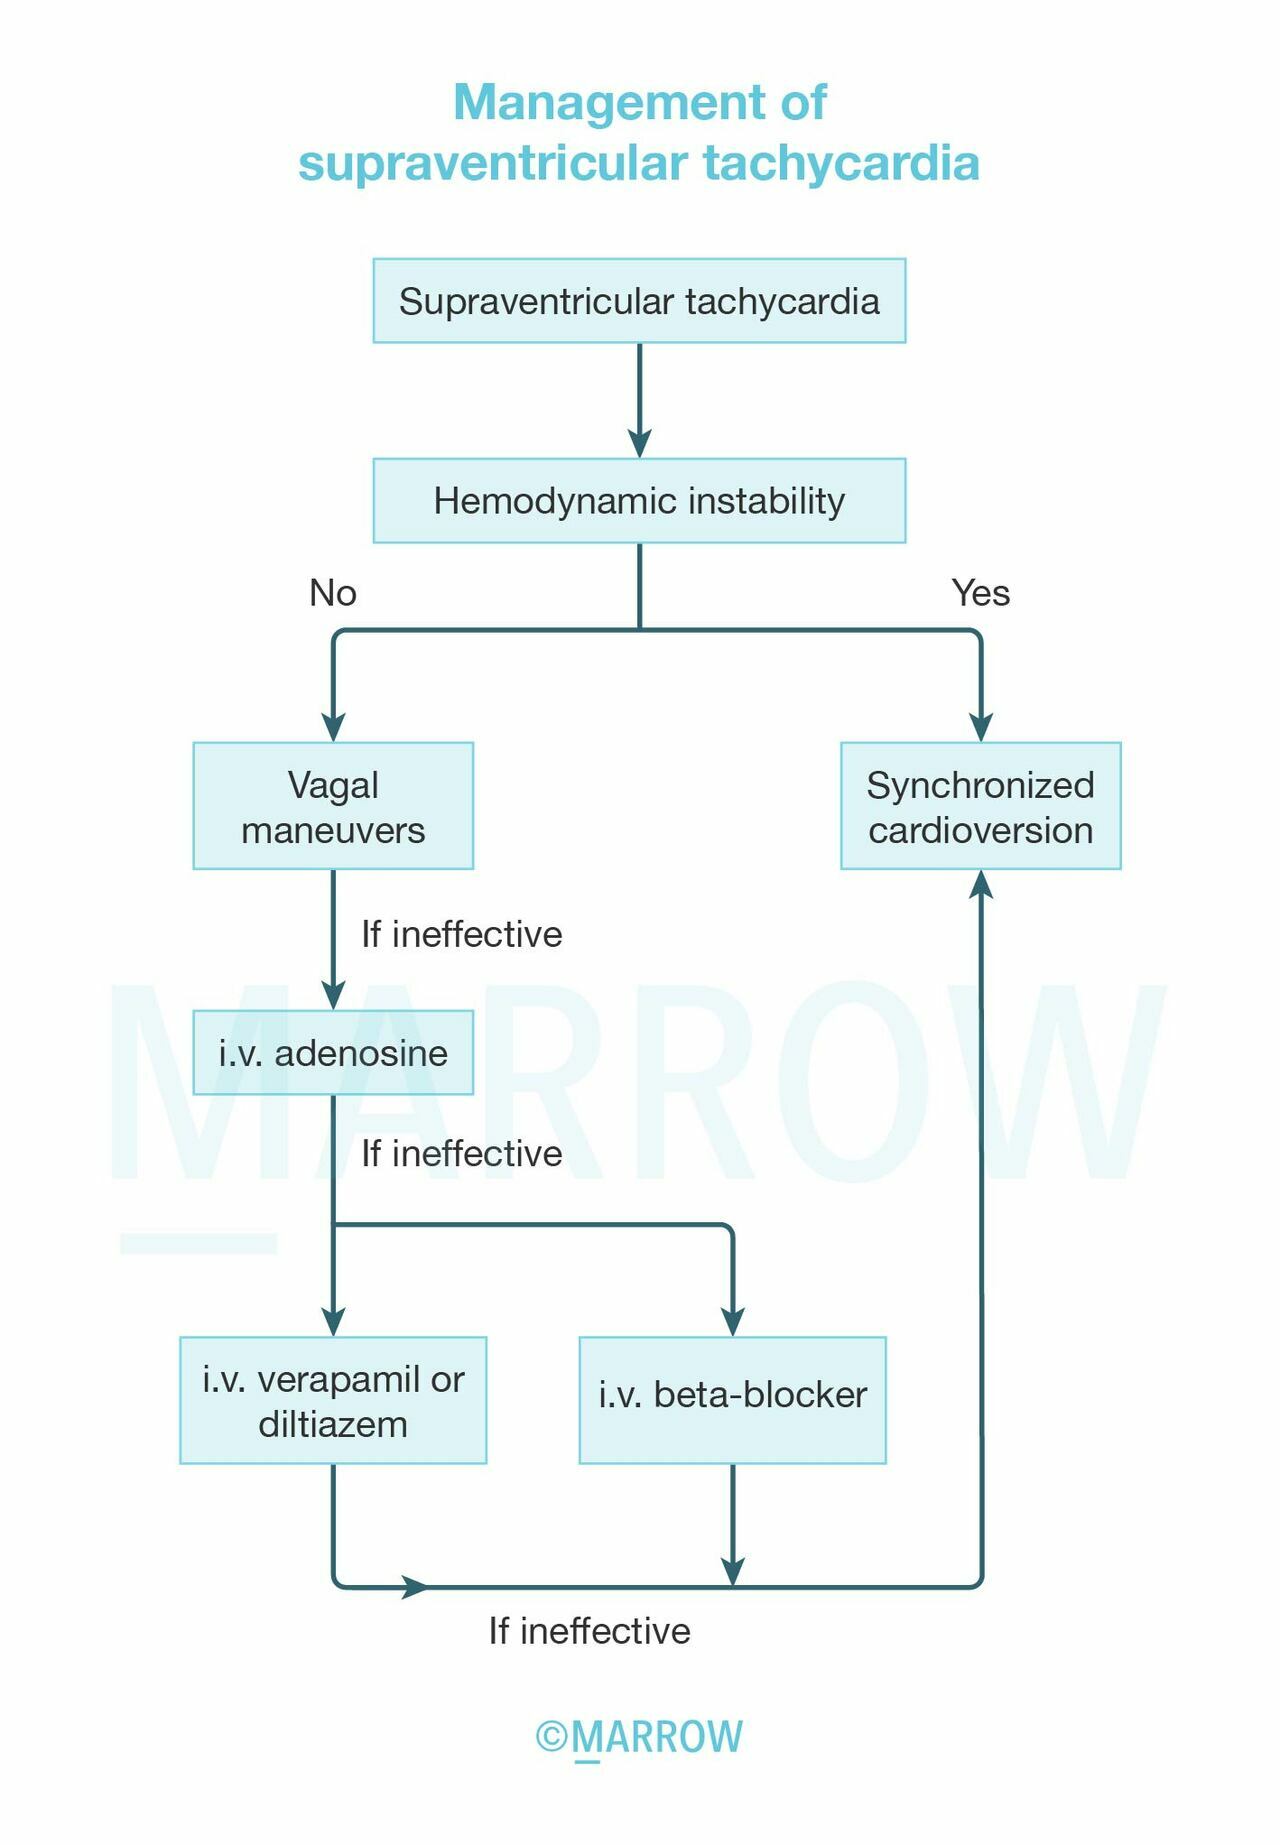 Management of
supraventricular tachycardia
Supraventricular tachycardia
Hemodynamic instability
No
Yes
Vagal
maneuvers
Synchronized
cardioversion
If ineffective
MARROW
i.v. adenosine
If ineffective
i.v. verapamil or
diltiazem
i.v. beta-blocker
If ineffective
©MARROW